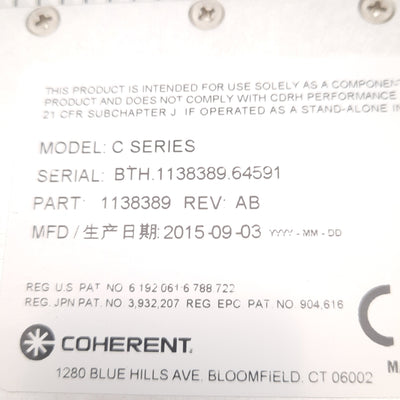 THIS PRODUCT IS INTENDED FOR USE SOLELY AS A COMPONENT
PRODUCT AND DOES NOT COMPLY WITH CDRH PERFORMANCE
21 CFR SUBCHAPTER J IF OPERATED AS A STAND-ALONE IN
MODEL: C SERIES
SERIAL: BTH.1138389.64591
PART: 1138389 REV: AB
MFD / 生产日期: 2015-09-03 YYYY - MM - DD
REG U.S PAT NO 6 192 061 6 788 722
REG. JPN PAT NO. 3,932,207 REG EPC PAT NO 904,616
COHERENT.
1280 BLUE HILLS AVE, BLOOMFIELD, CT 06002